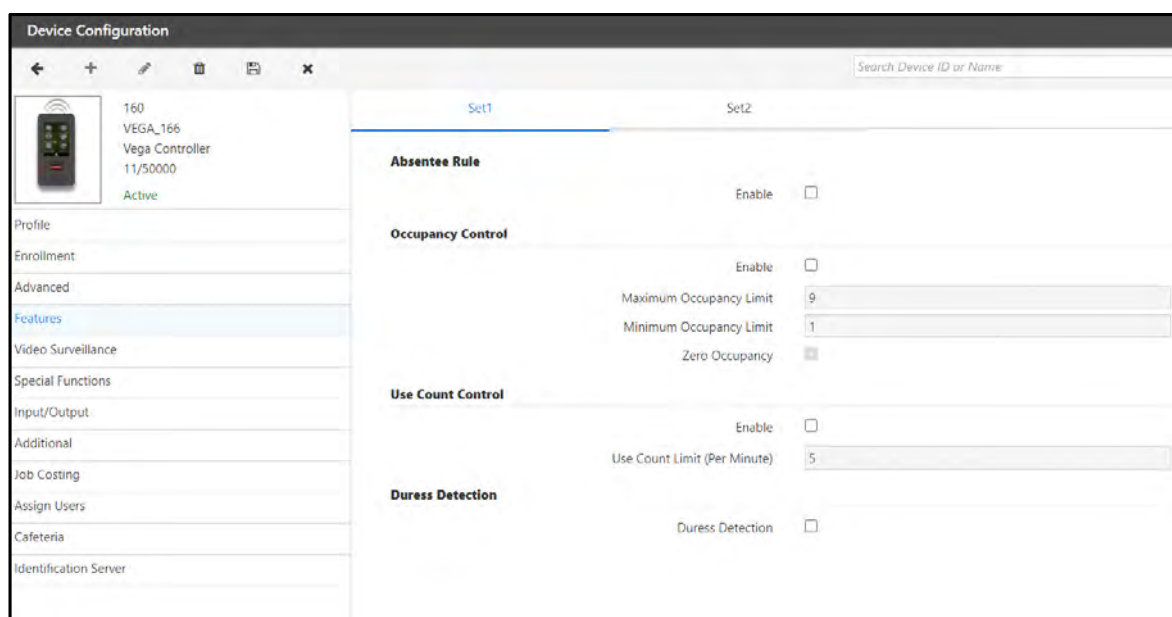 Device Configuration
Search Device ID or Name
160
VEGA_166
Vega Controller
11/50000
Active
Profile
Enrollment
Advanced
Features
Video Surveillance
Special Functions
Input/Output
Additional
Job Costing
Assign Users
Cafeteria
Identification Server
Set1
Set2
Absentee Rule
Enable
Occupancy Control
Enable
Maximum Occupancy Limit 9
Minimum Occupancy Limit 1
Zero Occupancy
Use Count Control
Enable
Use Count Limit (Per Minute) 5
Duress Detection
Duress Detection